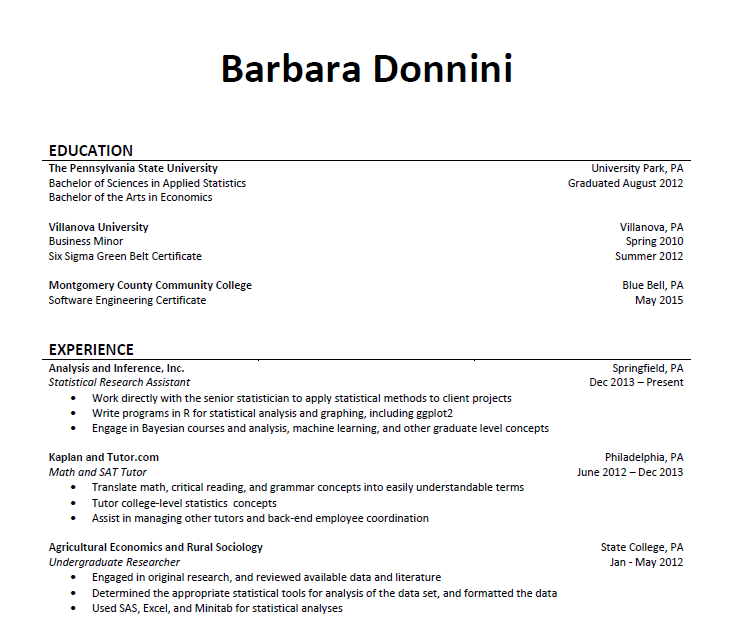 Barbara Donnini
EDUCATION
The Pennsylvania State University University Park, PA
Bachelor of Sciences in Applied Statistics Graduated August 2012
Bachelor of the Arts in Economics
Villanova University Villanova, PA
Business Minor Spring 2010
Six Sigma Green Belt Certificate Summer 2012
Montgomery County Community College Blue Bell, PA
Software Engineering Certificate May 2015
EXPERIENCE
Analysis and Inference, Inc. Springfield, PA
Statistical Research Assistant Dec 2013 – Present
• Work directly with the senior statistician to apply statistical methods to client projects
• Write programs in R for statistical analysis and graphing, including ggplot2
• Engage in Bayesian courses and analysis, machine learning, and other graduate level concepts
Kaplan and Tutor.com Philadelphia, PA
Math and SAT Tutor June 2012 – Dec 2013
• Translate math, critical reading, and grammar concepts into easily understandable terms
• Tutor college-level statistics concepts
• Assist in managing other tutors and back-end employee coordination
Agricultural Economics and Rural Sociology State College, PA
Undergraduate Researcher Jan - May 2012
• Engaged in original research, and reviewed available data and literature
• Determined the appropriate statistical tools for analysis of the data set, and formatted the data
• Used SAS, Excel, and Minitab for statistical analyses